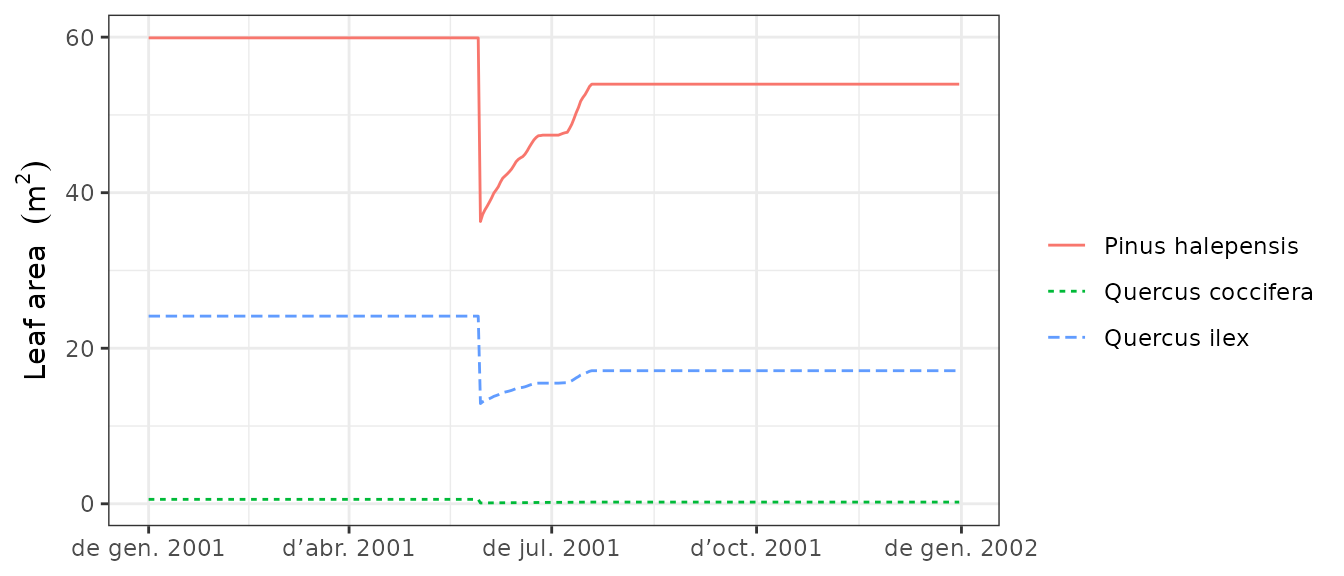 Leaf area (m²)
60
40
20
0
de gen. 2001
d’abr. 2001
de jul. 2001
d’oct. 2001
de gen. 2002
Pinus halepensis
Quercus coccifera
Quercus ilex